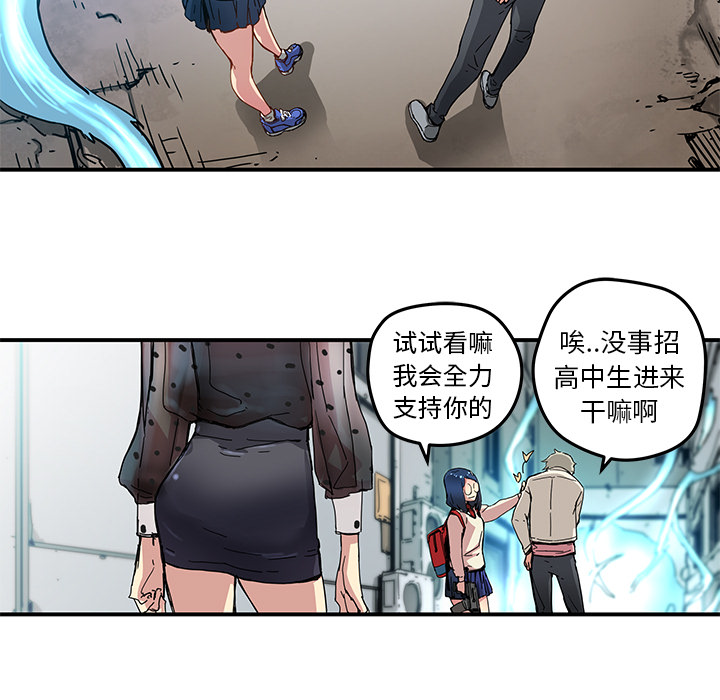 试试看嘛
我会全力
支持你的
唉..没事招
高中生进来
干嘛啊